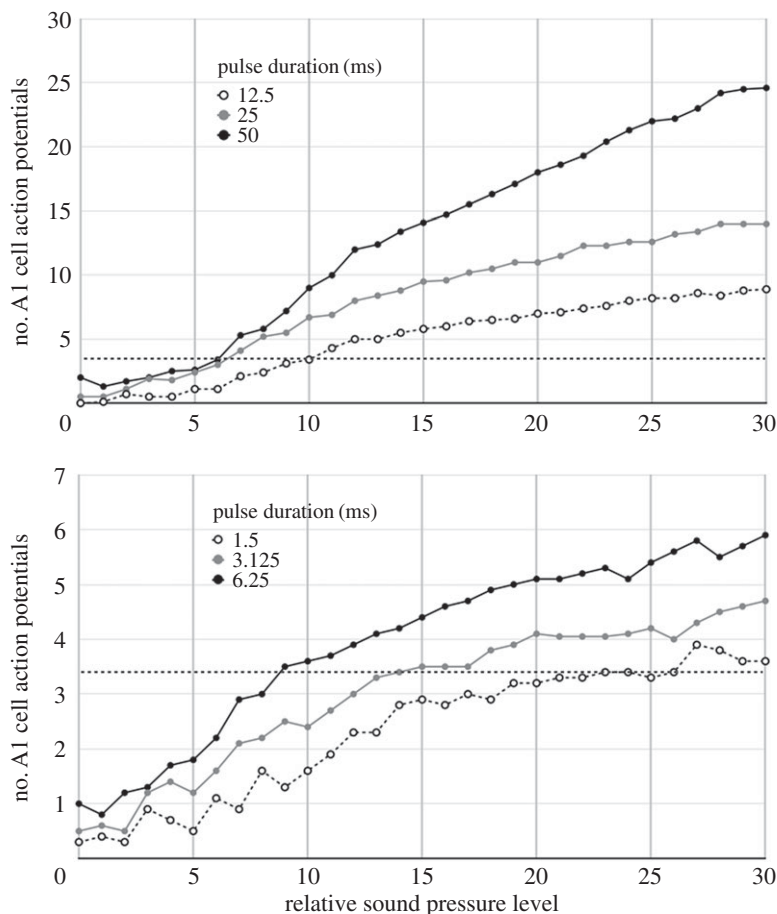 30
25
20
15
10
5
no. A1 cell action potentials
pulse duration (ms)
12.5
25
50
0 5 10 15 20 25 30
7
6
5
4
3
2
1
no. A1 cell action potentials
pulse duration (ms)
1.5
3.125
6.25
0 5 10 15 20 25 30
relative sound pressure level